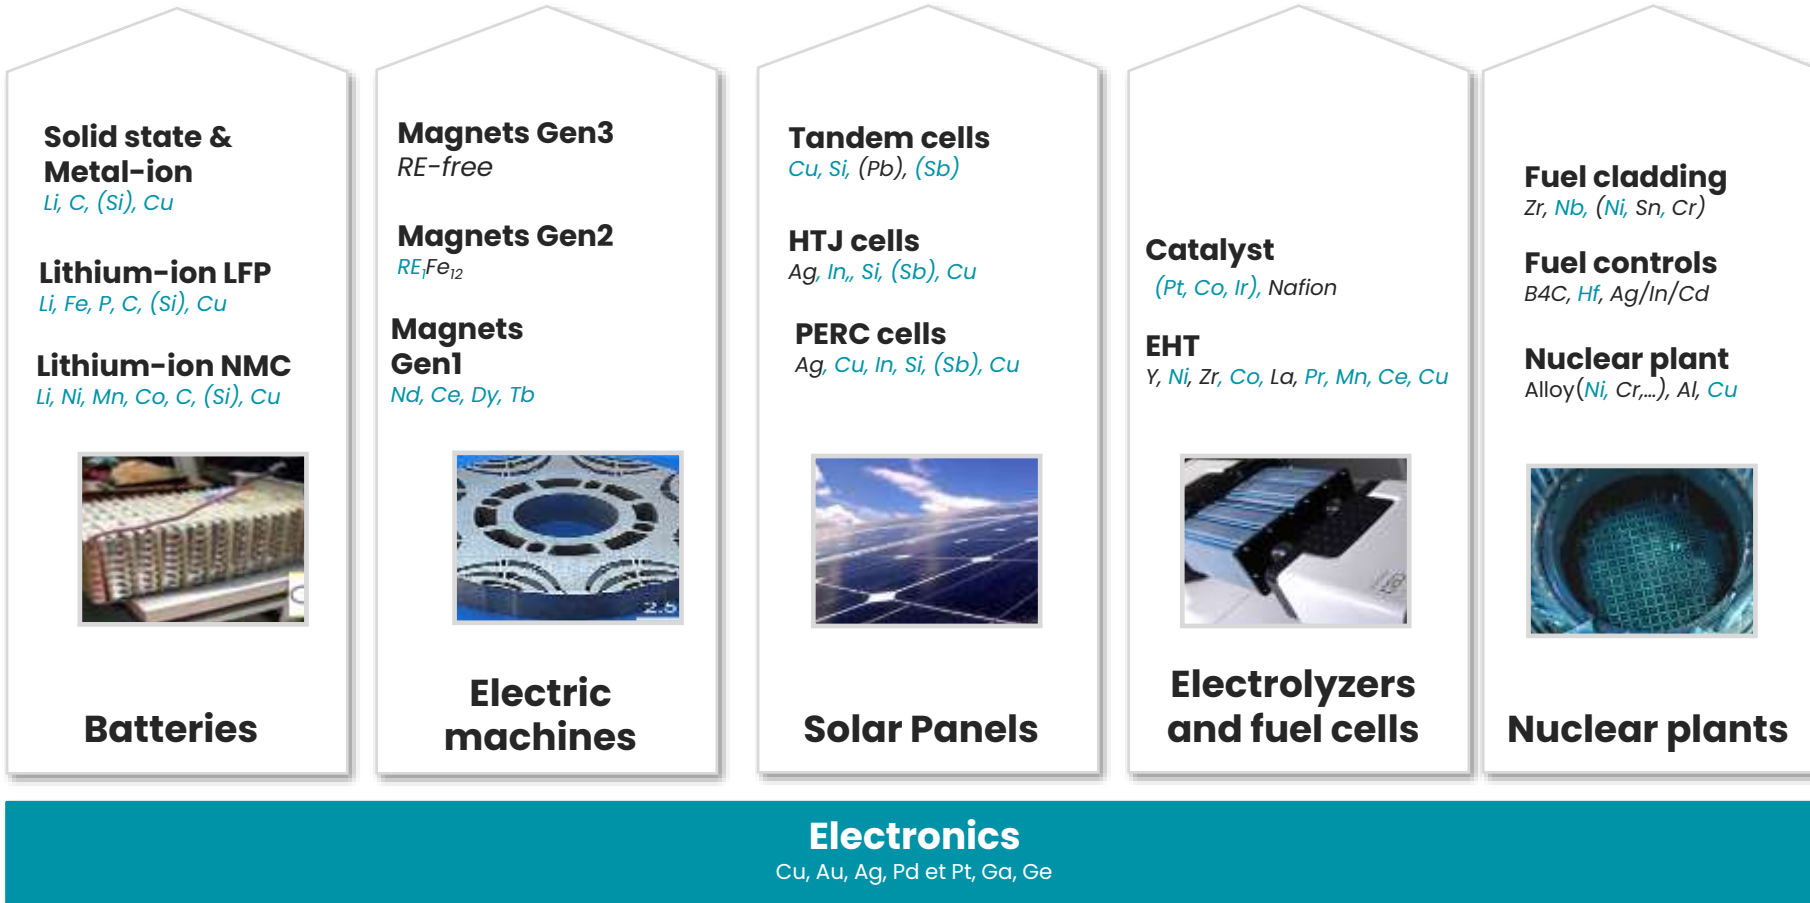 Solid state &
Metal-ion
Li, C, (Si), Cu
Lithium-ion LFP
Li, Fe, P, C, (Si), Cu
Lithium-ion NMC
Li, Ni, Mn, Co, C, (Si), Cu
Batteries
Magnets Gen3
RE-free
Magnets Gen2
RE₁Fe₁₂
Magnets
Gen1
Nd, Ce, Dy, Tb
2.5
Electric
machines
Tandem cells
Cu, Si, (Pb), (Sb)
HTJ cells
Ag, In,, Si, (Sb), Cu
PERC cells
Ag, Cu, In, Si, (Sb), Cu
Solar Panels
Catalyst
(Pt, Co, Ir), Nafion
EHT
Y, Ni, Zr, Co, La, Pr, Mn, Ce, Cu
Electrolyzers
and fuel cells
Fuel cladding
Zr, Nb, (Ni, Sn, Cr)
Fuel controls
B4C, Hf, Ag/In/Cd
Nuclear plant
Alloy(Ni, Cr,…), Al, Cu
Nuclear plants
Electronics
Cu, Au, Ag, Pd et Pt, Ga, Ge